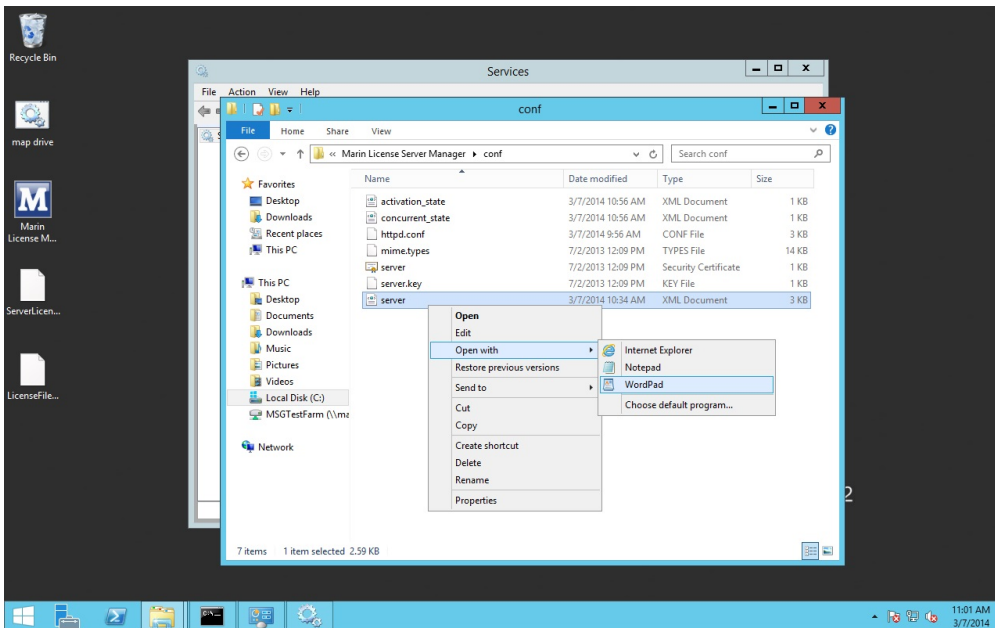 Recycle Bin
map drive
Marin
License M...
ServerLicen...
LicenseFile...
Services
File Action View Help
conf
File Home Share View
« Marin License Server Manager conf
Search conf
Favorites
Desktop
Downloads
Recent places
This PC
This PC
Desktop
Documents
Downloads
Music
Pictures
Videos
Local Disk (C:)
MSGTestFarm (\\ma
Network
Name Date modified Type Size
activation_state 3/7/2014 10:56 AM XML Document 1 KB
concurrent_state 3/7/2014 10:56 AM XML Document 1 KB
httpd.conf 3/7/2014 9:56 AM CONF File 3 KB
mime.types 7/2/2013 12:09 PM TYPES File 14 KB
server 7/2/2013 12:09 PM Security Certificate 1 KB
server.key 7/2/2013 12:09 PM KEY File 1 KB
server 3/7/2014 10:34 AM XML Document 3 KB
Open
Edit
Open with
Restore previous versions
Send to
Cut
Copy
Create shortcut
Delete
Rename
Properties
Internet Explorer
Notepad
WordPad
Choose default program...
2
7 items 1 item selected 2.59 KB
11:01 AM
3/7/2014